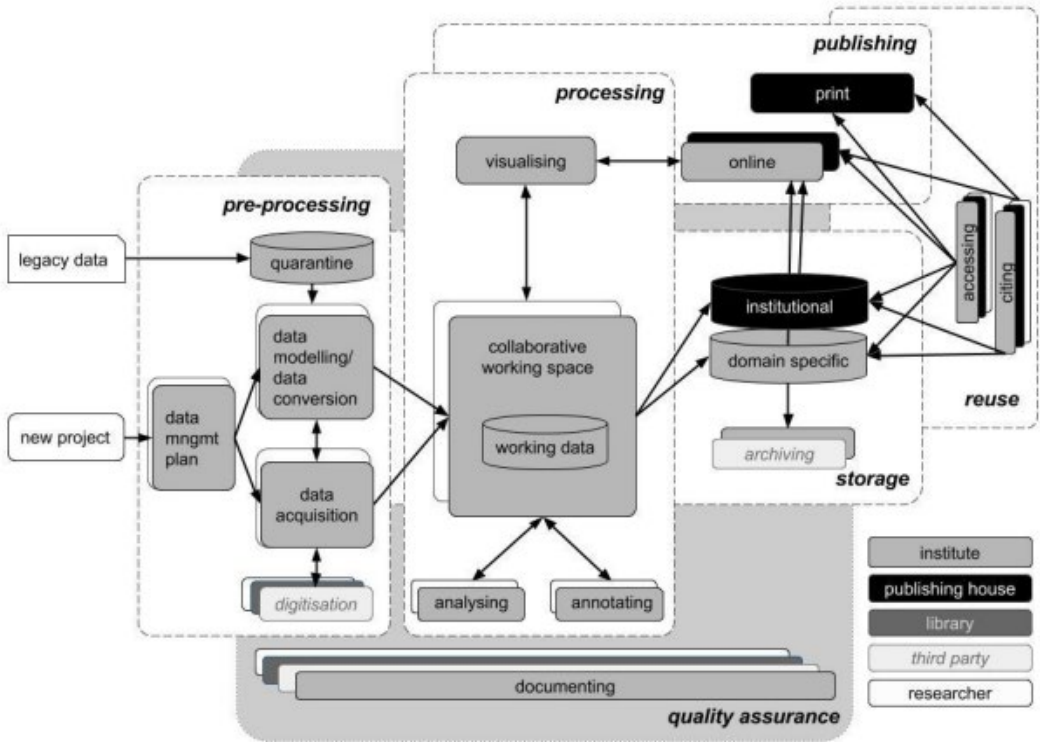 publishing
print
processing
visualising
online
pre-processing
legacy data
quarantine
accessing
citing
institutional
data
modelling/
data
conversion
collaborative
working space
domain specific
reuse
new project
data
mngmt
plan
working data
archiving
storage
data
acquisition
institute
digitisation
analysing
annotating
publishing house
library
third party
documenting
researcher
quality assurance